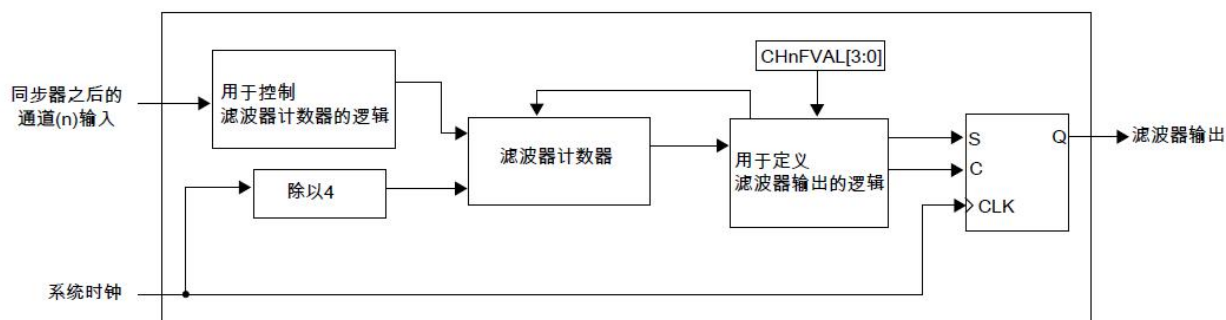 同步器之后的
通道(n)输入
用于控制
滤波器计数器的逻辑
除以4
滤波器计数器
CHnFVAL[3:0]
用于定义
滤波器输出的逻辑
S
C
CLK
Q
滤波器输出
系统时钟